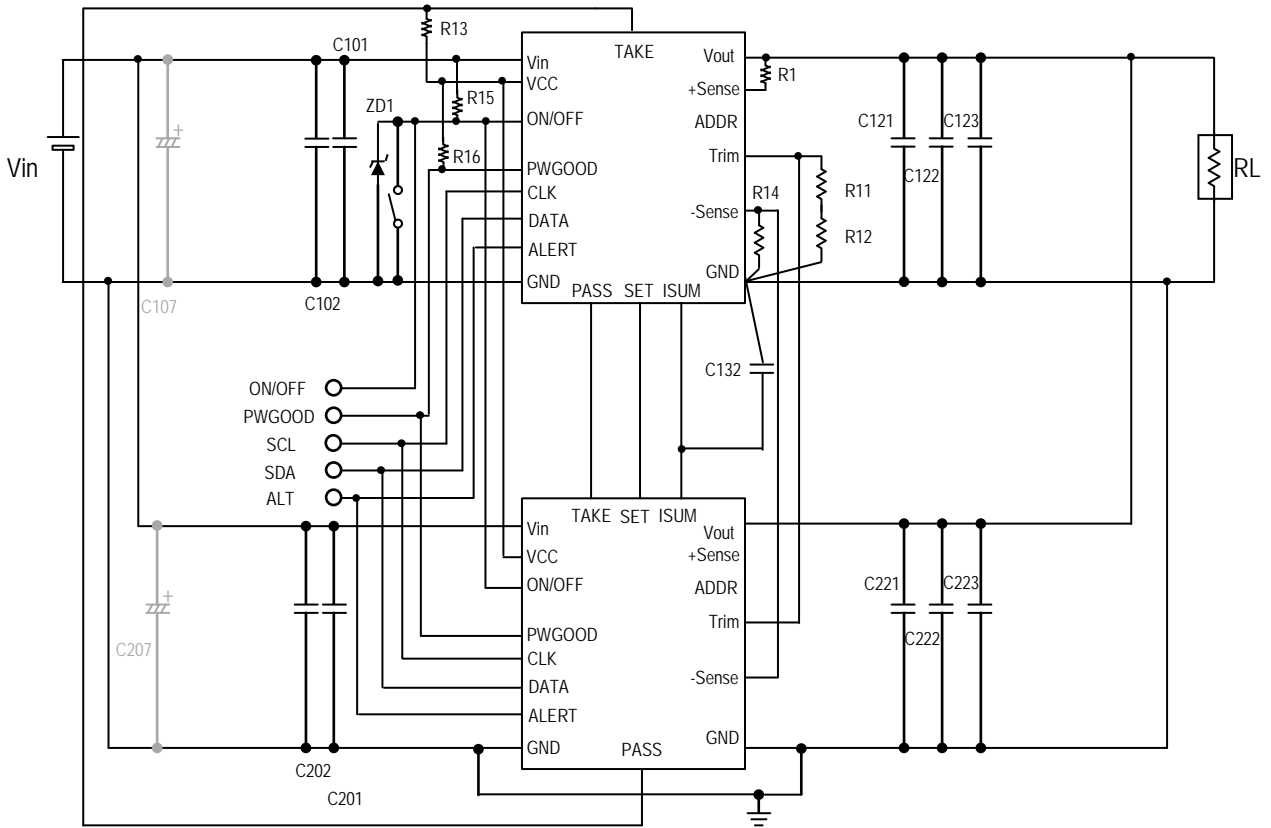 R13
C101
TAKE
Vin
VCC
ON/OFF
PWGOOD
CLK
DATA
ALERT
GND
PASS SET ISUM
Vout
+Sense
ADDR
Trim
-Sense
GND
R1
R15
ZD1
R16
R14
R11
R12
C121
C123
C122
RL
Vin
C107
C102
C132
ON/OFF
PWGOOD
SCL
SDA
ALT
TAKE SET ISUM
Vin
VCC
ON/OFF
PWGOOD
CLK
DATA
ALERT
GND
PASS
Vout
+Sense
ADDR
Trim
-Sense
GND
C221
C223
C222
C207
C202
C201